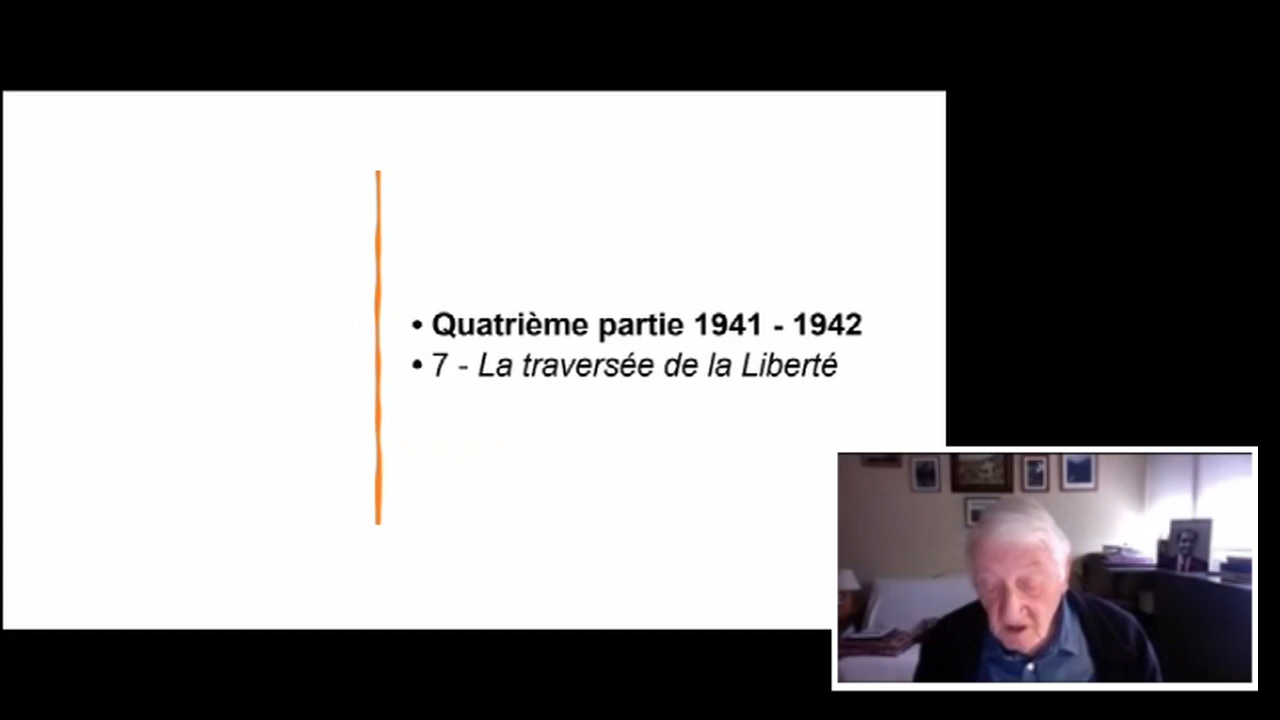 • Quatrième partie 1941 - 1942
• 7 - La traversée de la Liberté